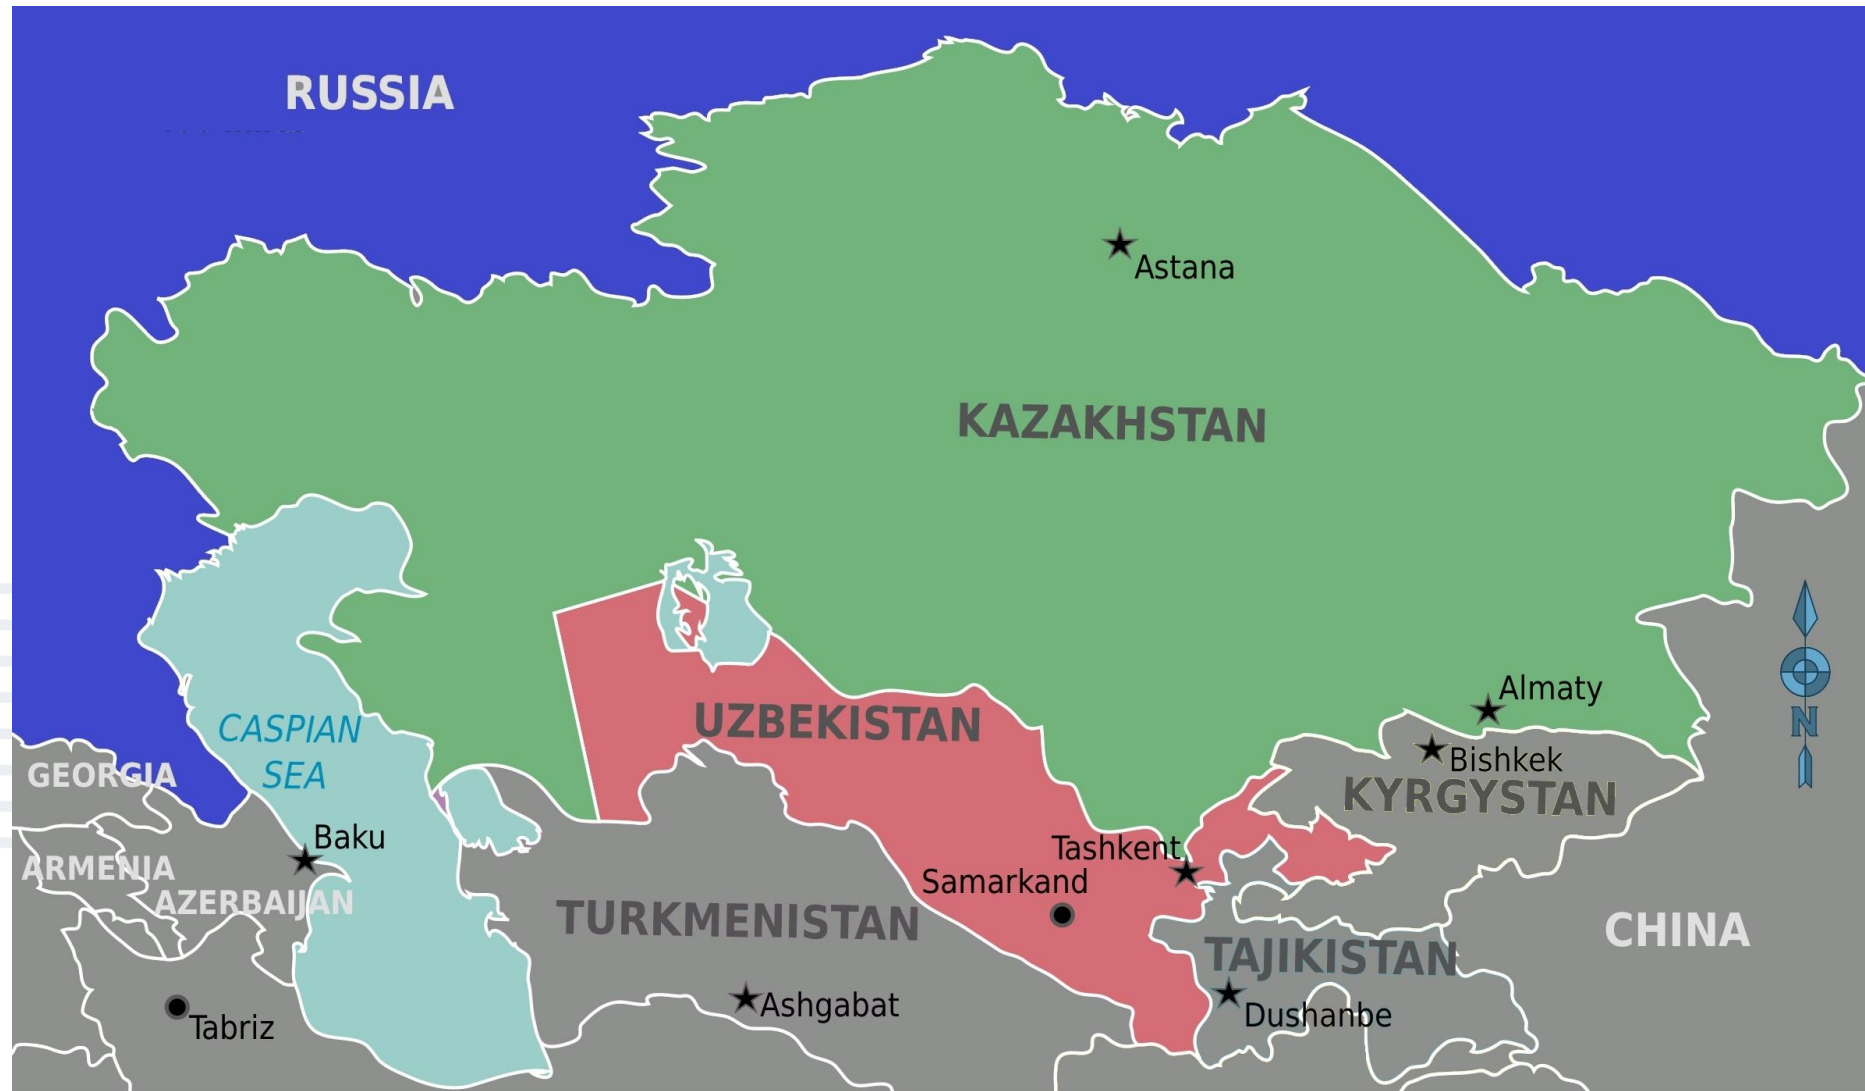 RUSSIA
Astana
KAZAKHSTAN
Almaty
UZBEKISTAN
N
CASPIAN
SEA
Bishkek
GEORGIA
KYRGYSTAN
Baku
Tashkent
ARMENIA
Samarkand
AZERBAIJAN
TURKMENISTAN
CHINA
TAJIKISTAN
Ashgabat
Dushanbe
Tabriz